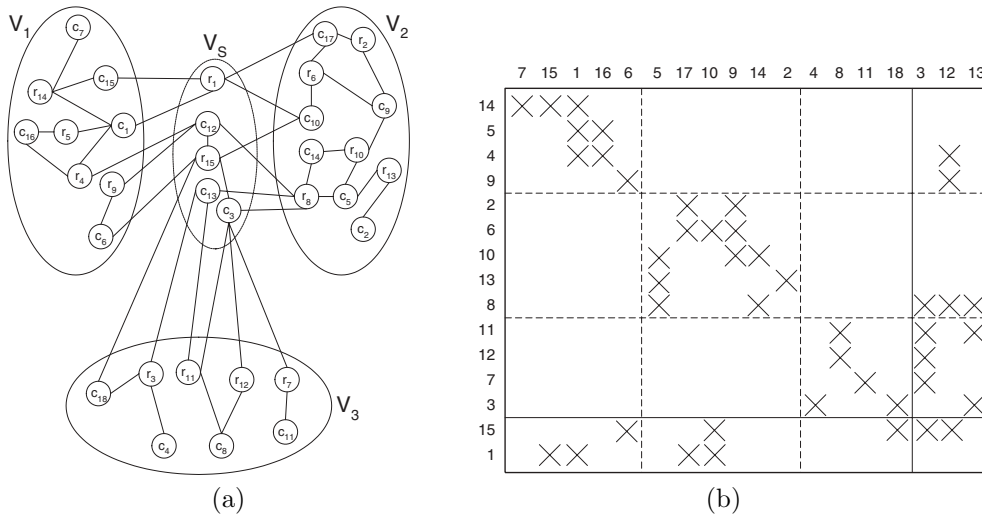 V1 VS V2
c7
c17 r2
c15 r1
r14 r6
c9
c1 c12 c10
c16 r5
r15 c14 r10
r4 r13
r9 c13 r8 c5
c3
c6 c2
r3 r11 r12 r7
c18 V3
c4 c8 c11
(a)
7 15 1 16 6 5 17 10 9 14 2 4 8 11 18 3 12 13
14
5
4
9
2
6
10
13
8
11
12
7
3
15
1
(b)